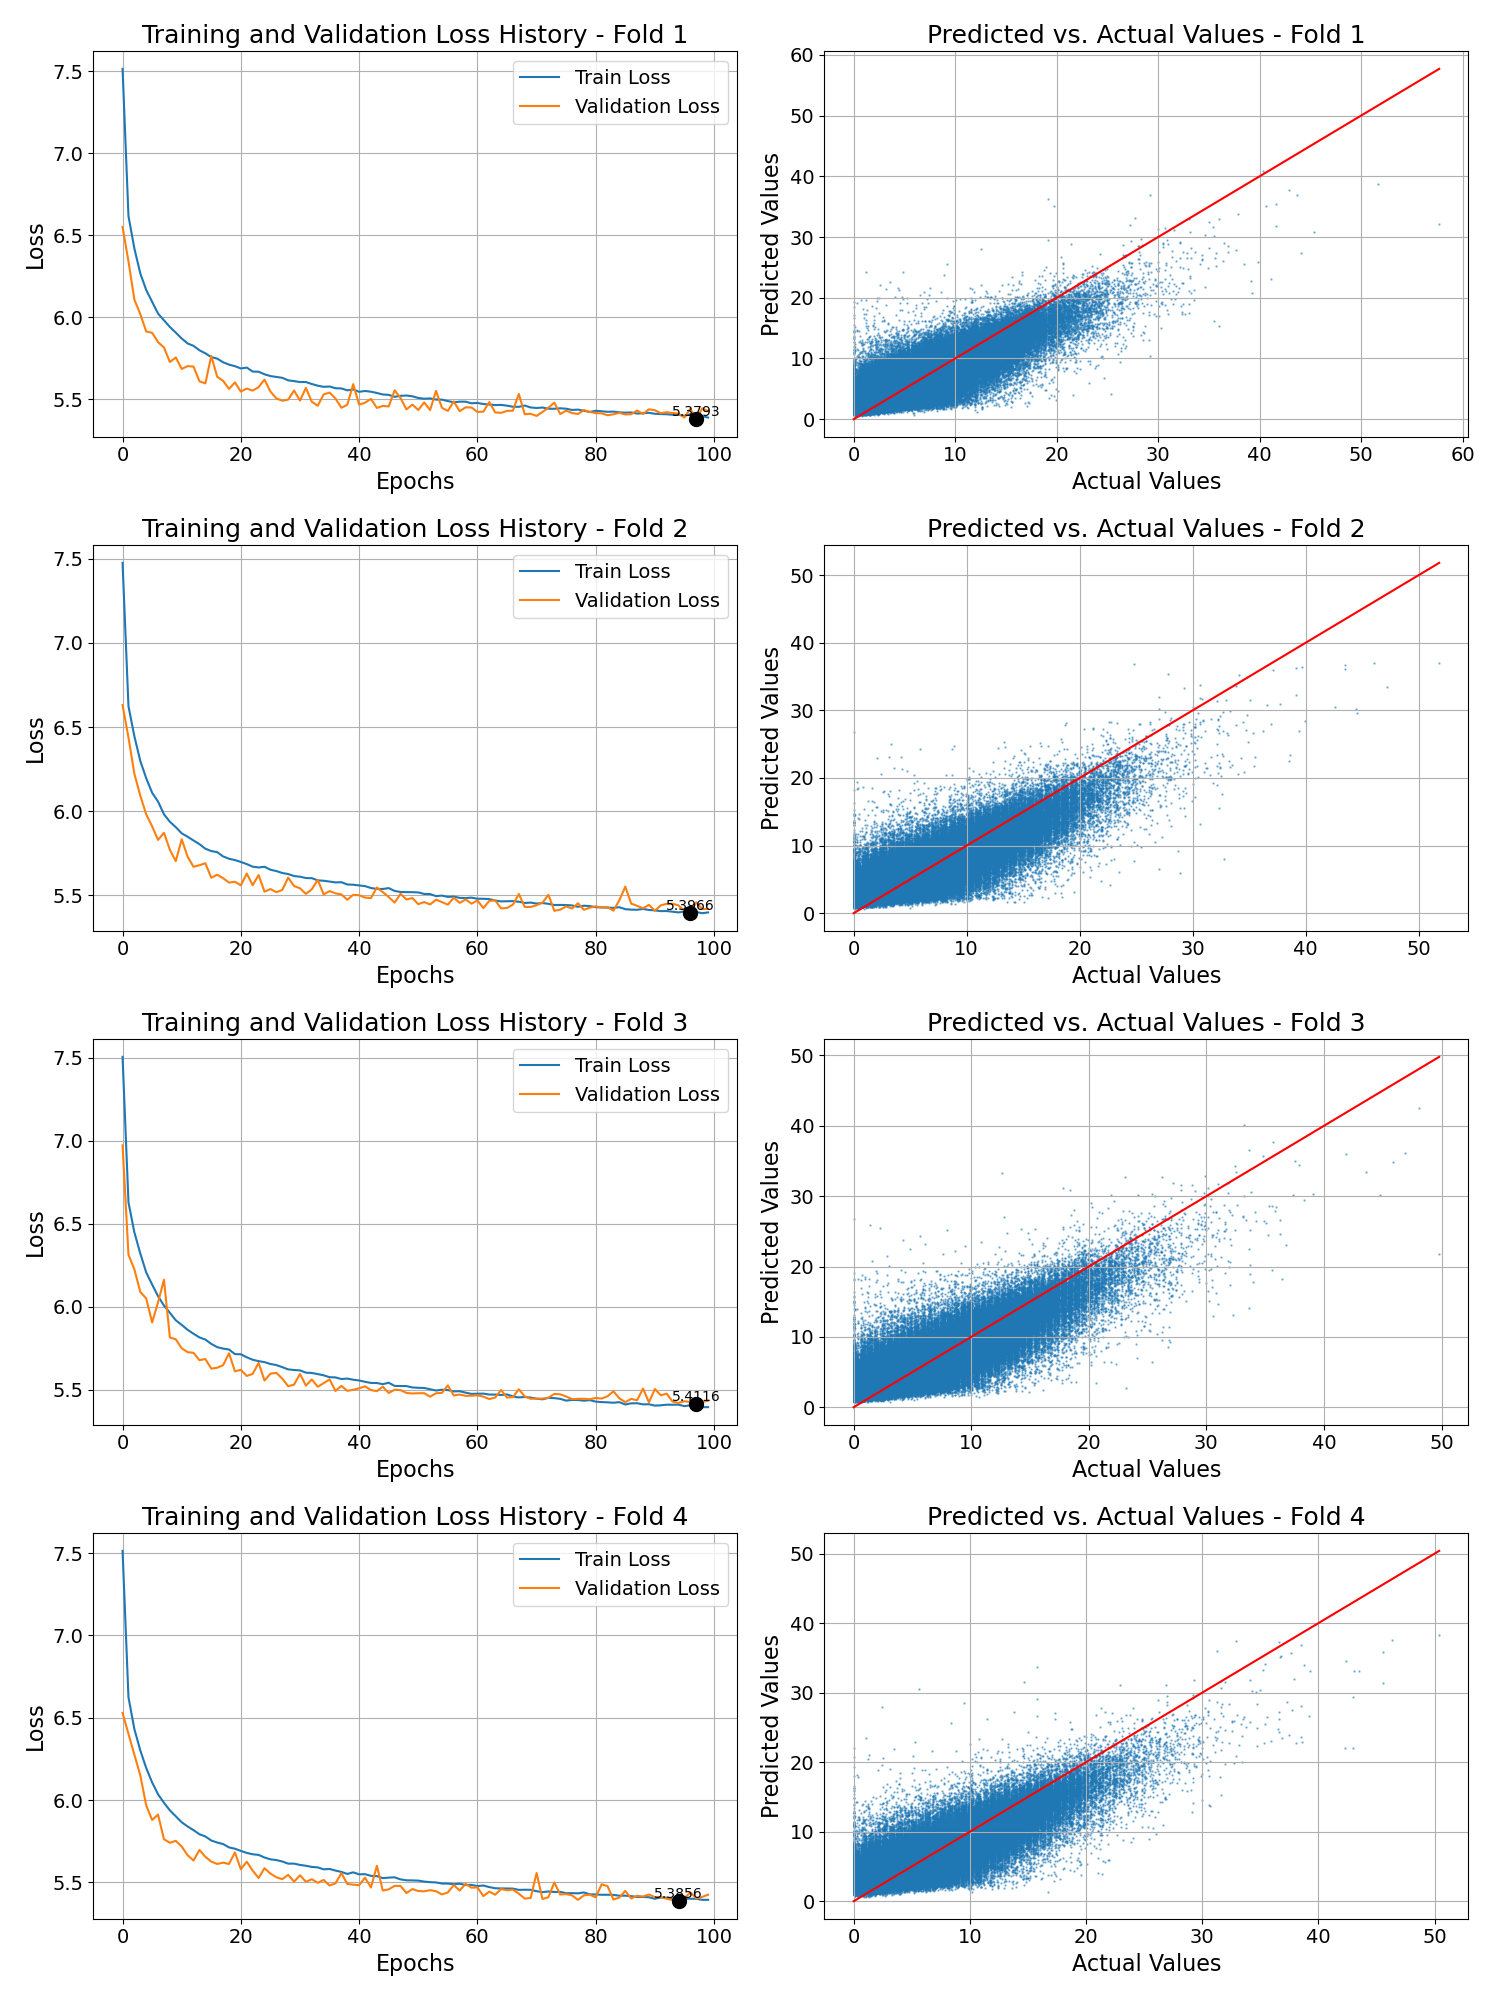 Training and Validation Loss History - Fold 1
7.5
7.0
6.5
6.0
5.5
Loss
Train Loss
Validation Loss
5.3793
0 20 40 60 80 100
Epochs
Predicted vs. Actual Values - Fold 1
60
50
40
30
20
10
0
Predicted Values
0 10 20 30 40 50 60
Actual Values
Training and Validation Loss History - Fold 2
7.5
7.0
6.5
6.0
5.5
Loss
Train Loss
Validation Loss
5.3966
0 20 40 60 80 100
Epochs
Predicted vs. Actual Values - Fold 2
50
40
30
20
10
0
Predicted Values
0 10 20 30 40 50
Actual Values
Training and Validation Loss History - Fold 3
7.5
7.0
6.5
6.0
5.5
Loss
Train Loss
Validation Loss
5.4116
0 20 40 60 80 100
Epochs
Predicted vs. Actual Values - Fold 3
50
40
30
20
10
0
Predicted Values
0 10 20 30 40 50
Actual Values
Training and Validation Loss History - Fold 4
7.5
7.0
6.5
6.0
5.5
Loss
Train Loss
Validation Loss
5.3856
0 20 40 60 80 100
Epochs
Predicted vs. Actual Values - Fold 4
50
40
30
20
10
0
Predicted Values
0 10 20 30 40 50
Actual Values